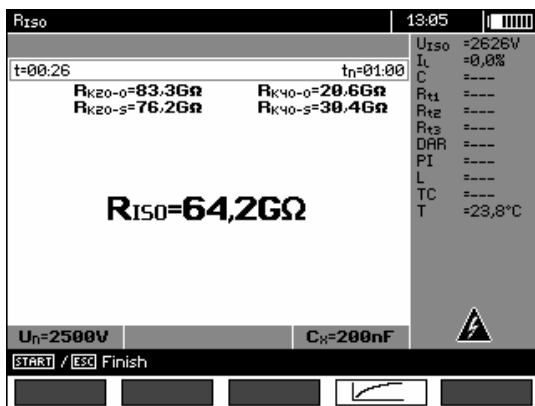 RISO 13:05
UISO =2626V
IL =0,0%
C =---
t=00:26 tn=01:00
RK20-O=83,3GΩ RK40-O=20,6GΩ
RK20-S=76,2GΩ RK40-S=30,4GΩ
Rt1 =---
Rt2 =---
Rt3 =---
DAR =---
PI =---
L =---
TC =---
T =23,8°C
RISO=64,2GΩ
Un=2500V CX=200nF
START / ESC Finish